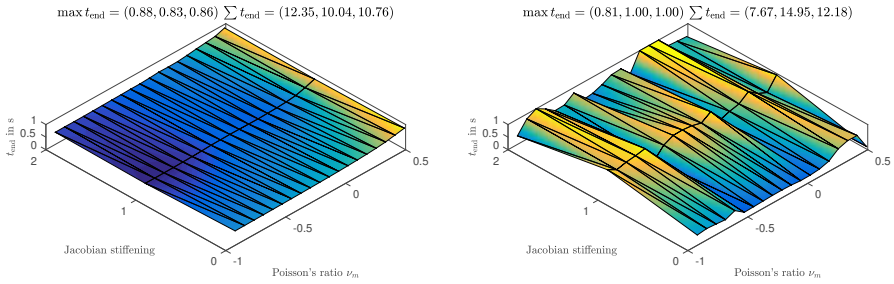 max t_end = (0.88, 0.83, 0.86) ∑ t_end = (12.35, 10.04, 10.76)
t_end in s
1
0.5
0
2
1
0
Jacobian stiffening
-1
-0.5
0
0.5
Poisson's ratio ν_m
max t_end = (0.81, 1.00, 1.00) ∑ t_end = (7.67, 14.95, 12.18)
t_end in s
1
0.5
0
2
1
0
Jacobian stiffening
-1
-0.5
0
0.5
Poisson's ratio ν_m